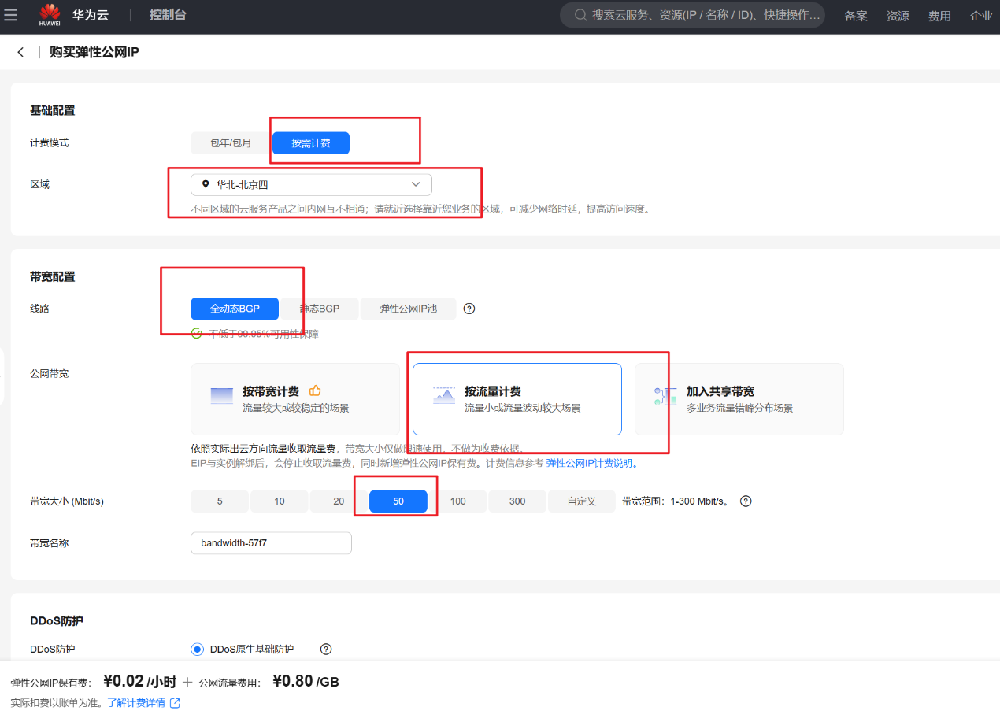 HUAWEI 华为云 控制台 搜索云服务、资源(IP / 名称 / ID)、快捷操作... 备案 资源 费用 企业
购买弹性公网IP
基础配置
计费模式 包年/包月 按需计费
区域 华北-北京四
不同区域的云服务产品之间内网互不相通；请就近选择靠近您业务的区域，可减少网络时延，提高访问速度。
带宽配置
线路 全动态BGP 静态BGP 弹性公网IP池
不低于99.95%可用性保障
公网带宽 按带宽计费 按流量计费 加入共享带宽
流量较大或较稳定的场景 流量小或流量波动较大场景 多业务流量错峰分布场景
依照实际出云方向流量收取流量费，带宽大小仅做限速使用，不做为收费依据。
EIP与实例解绑后，会停止收取流量费，同时新增弹性公网IP保有费。计费信息参考 弹性公网IP计费说明。
带宽大小 (Mbit/s) 5 10 20 50 100 300 自定义 带宽范围：1-300 Mbit/s。
带宽名称 bandwidth-57f7
DDoS防护
DDoS防护 DDoS原生基础防护
弹性公网IP保有费： ¥0.02 /小时 + 公网流量费用： ¥0.80 /GB
实际扣费以账单为准。 了解计费详情